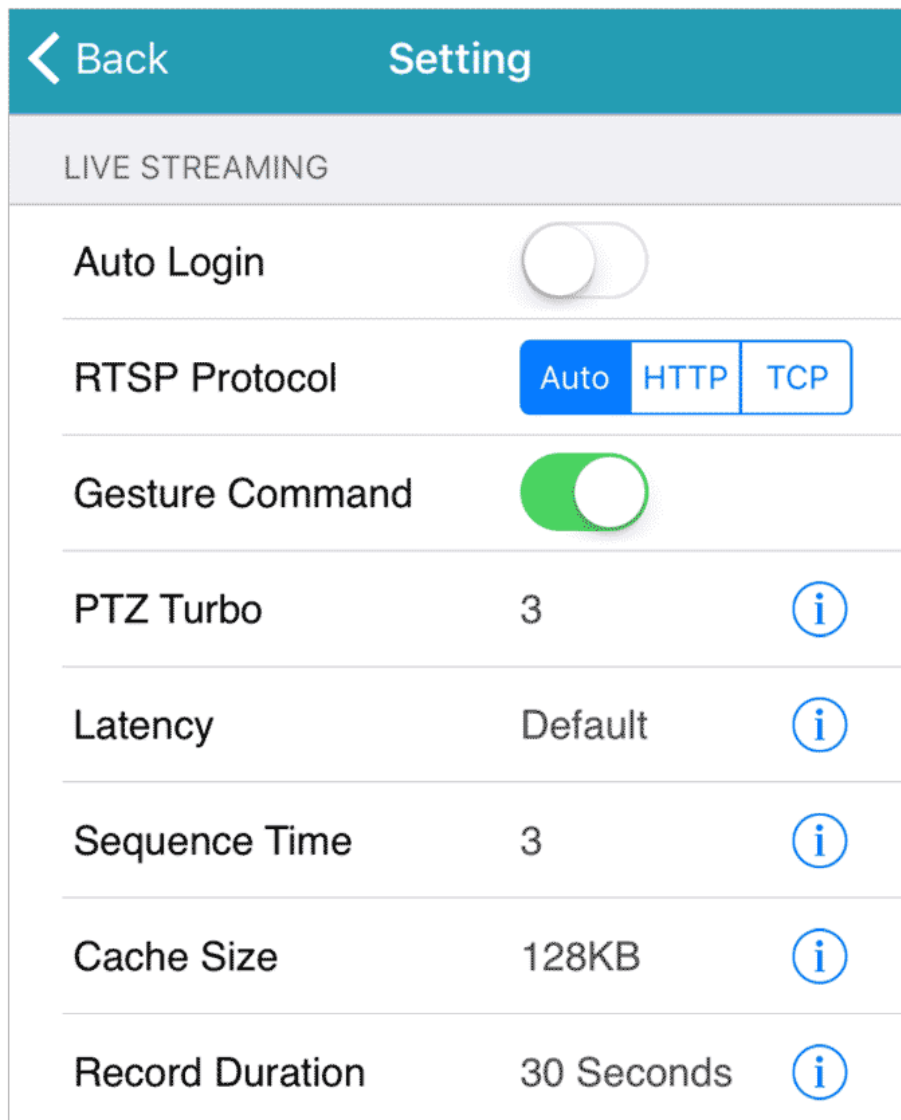 Back Setting
LIVE STREAMING
Auto Login
RTSP Protocol Auto HTTP TCP
Gesture Command
PTZ Turbo 3 i
Latency Default i
Sequence Time 3 i
Cache Size 128KB i
Record Duration 30 Seconds i